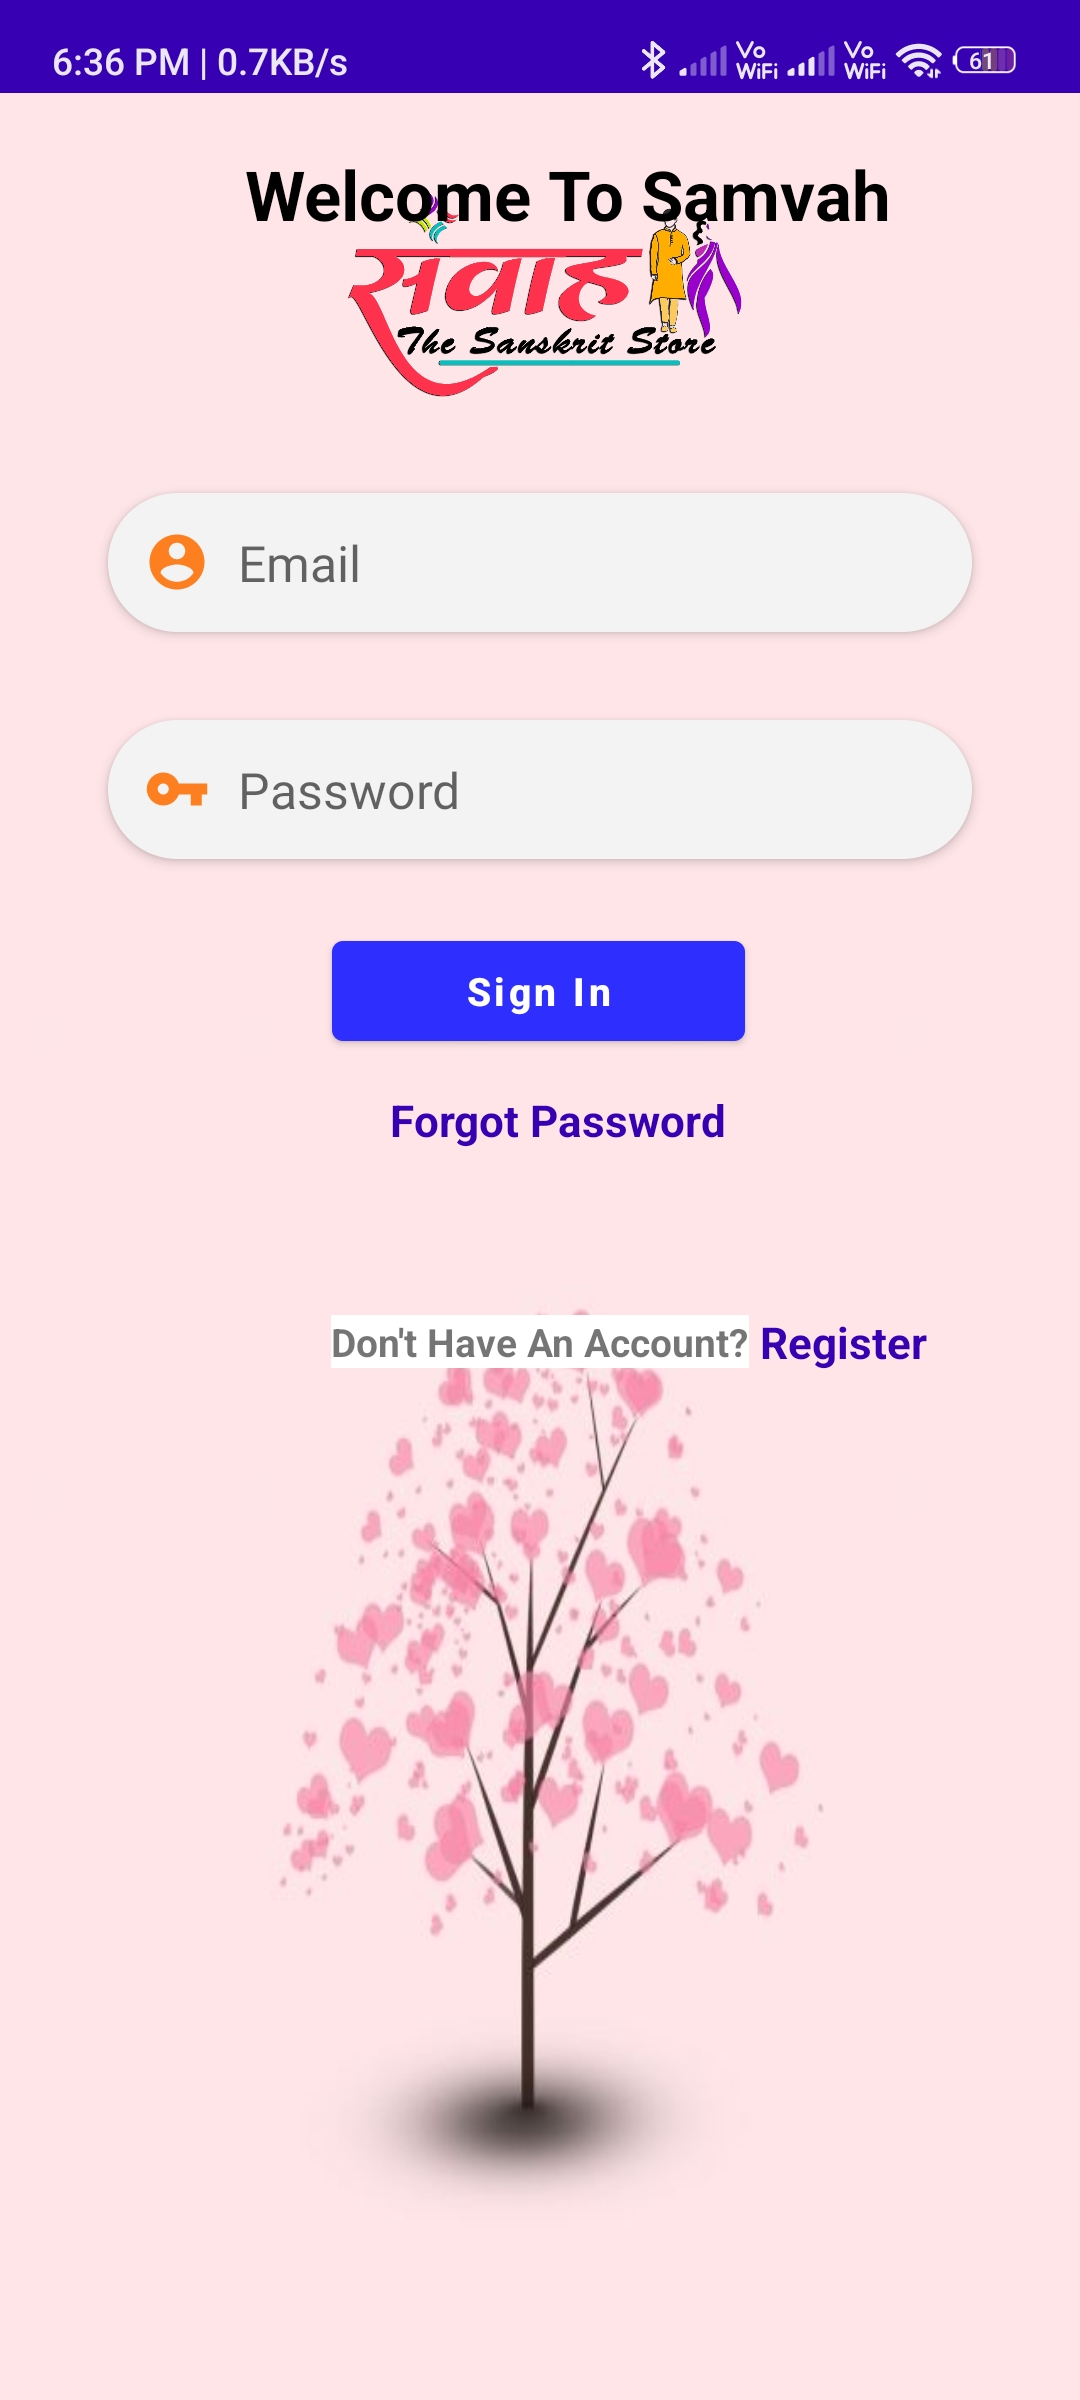 6:36 PM | 0.7KB/s Vo WiFi Vo WiFi 61
Welcome To Samvah
संवाह
The Sanskrit Store
Email
Password
Sign In
Forgot Password
Don't Have An Account? Register